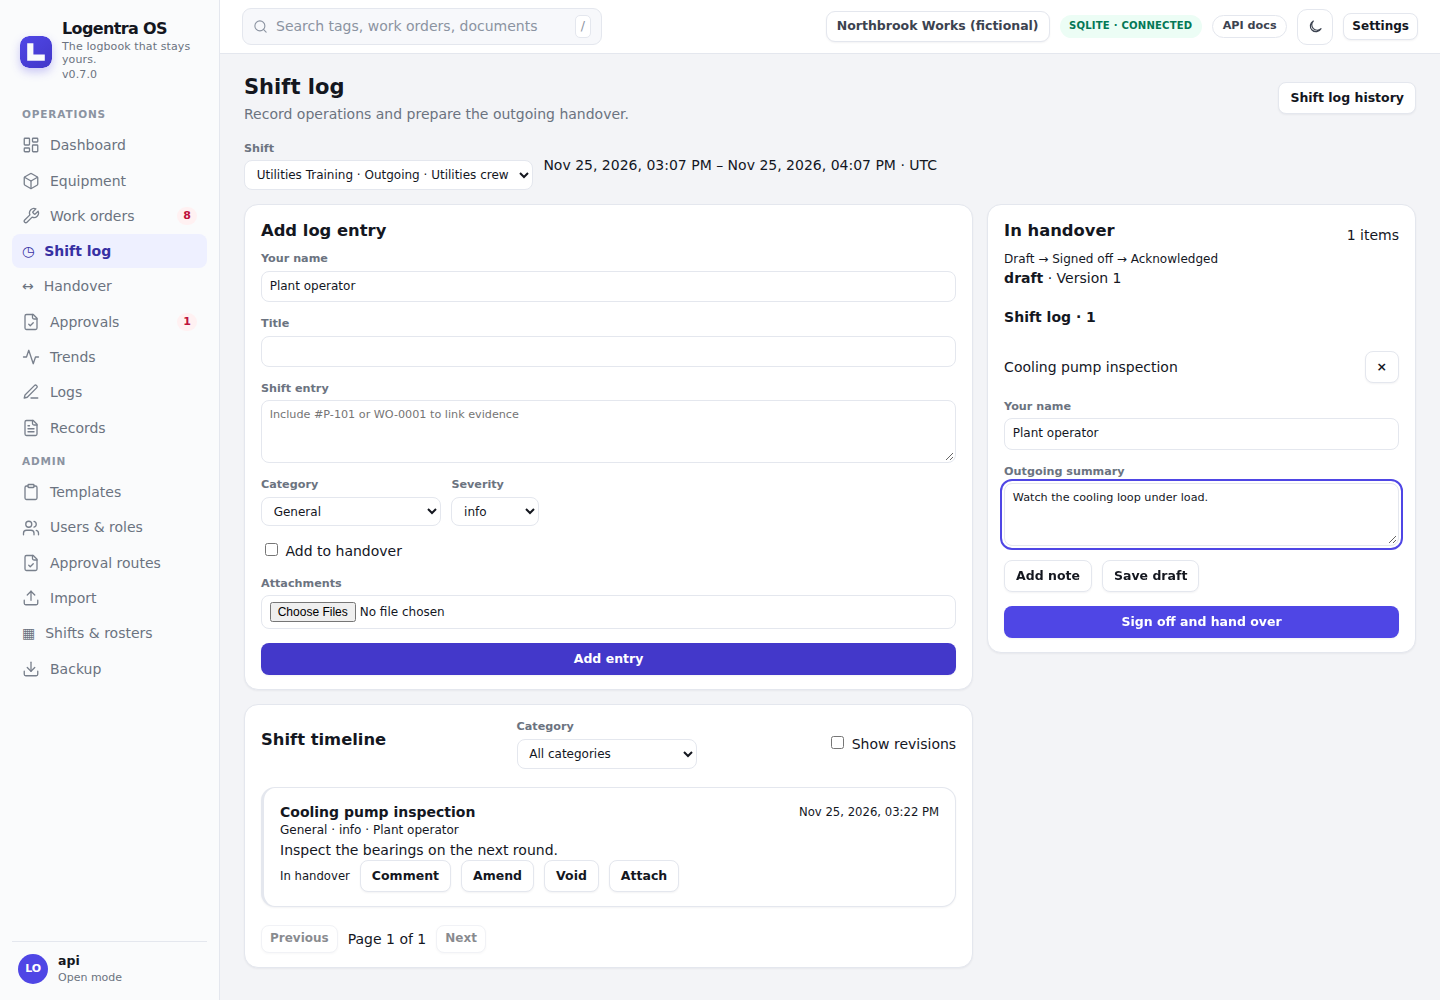 Logentra OS
The logbook that stays
yours.
v0.7.0
Search tags, work orders, documents
/
Northbrook Works (fictional)
SQLITE · CONNECTED
API docs
Settings
OPERATIONS
Dashboard
Equipment
Work orders 8
Shift log
Handover
Approvals 1
Trends
Logs
Records
ADMIN
Templates
Users & roles
Approval routes
Import
Shifts & rosters
Backup
LO
api
Open mode
Shift log
Record operations and prepare the outgoing handover.
Shift log history
Shift
Utilities Training · Outgoing · Utilities crew
Nov 25, 2026, 03:07 PM – Nov 25, 2026, 04:07 PM · UTC
Add log entry
Your name
Plant operator
Title
Shift entry
Include #P-101 or WO-0001 to link evidence
Category
Severity
General
info
Add to handover
Attachments
Choose Files No file chosen
Add entry
Shift timeline
Category
All categories
Show revisions
Cooling pump inspection
Nov 25, 2026, 03:22 PM
General · info · Plant operator
Inspect the bearings on the next round.
In handover
Comment
Amend
Void
Attach
Previous
Page 1 of 1
Next
In handover
1 items
Draft → Signed off → Acknowledged
draft · Version 1
Shift log · 1
Cooling pump inspection
×
Your name
Plant operator
Outgoing summary
Watch the cooling loop under load.
Add note
Save draft
Sign off and hand over